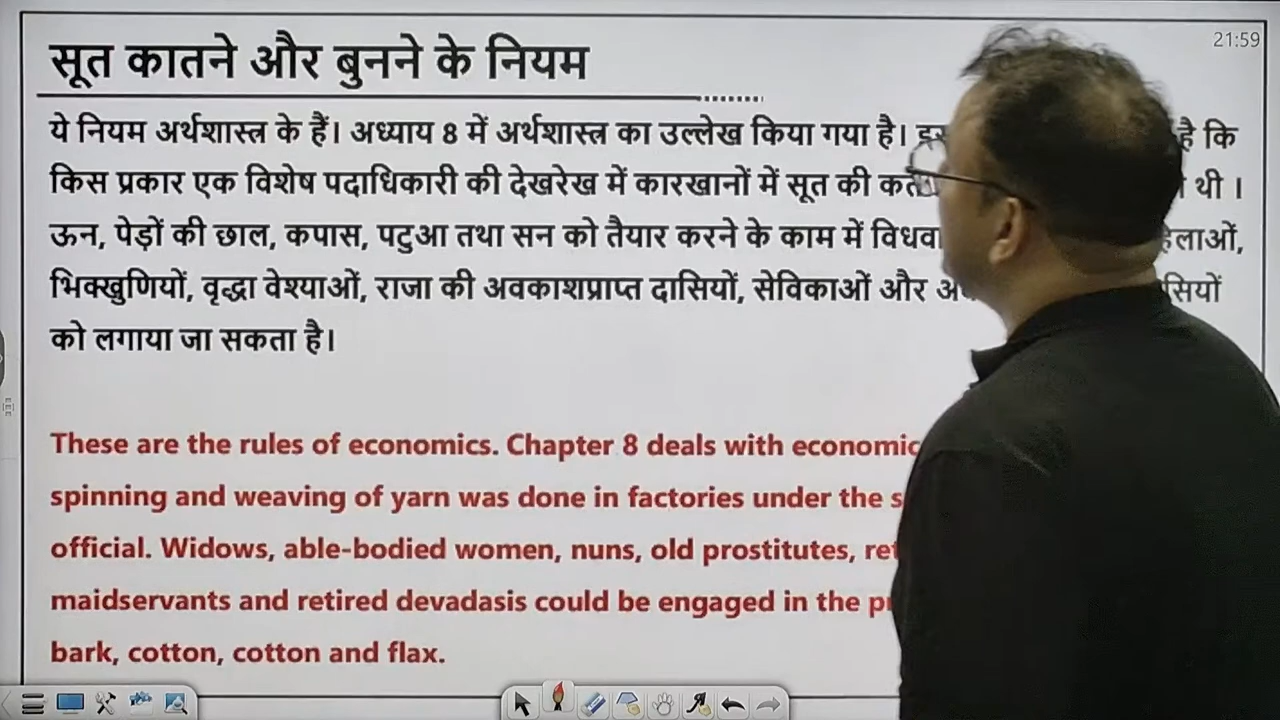 21:59
सूत कातने और बुनने के नियम
ये नियम अर्थशास्त्र के हैं। अध्याय 8 में अर्थशास्त्र का उल्लेख किया गया है। है कि
किस प्रकार एक विशेष पदाधिकारी की देखरेख में कारखानों में सूत की थी ।
ऊन, पेड़ों की छाल, कपास, पटुआ तथा सन को तैयार करने के काम में
भिक्खुणियों, वृद्धा वेश्याओं, राजा की अवकाशप्राप्त दासियों, सेविकाओं और
को लगाया जा सकता है।
These are the rules of economics. Chapter 8 deals with
spinning and weaving of yarn was done in factories under the
official. Widows, able-bodied women, nuns, old prostitutes,
maidservants and retired devadasis could be engaged in the
bark, cotton, cotton and flax.